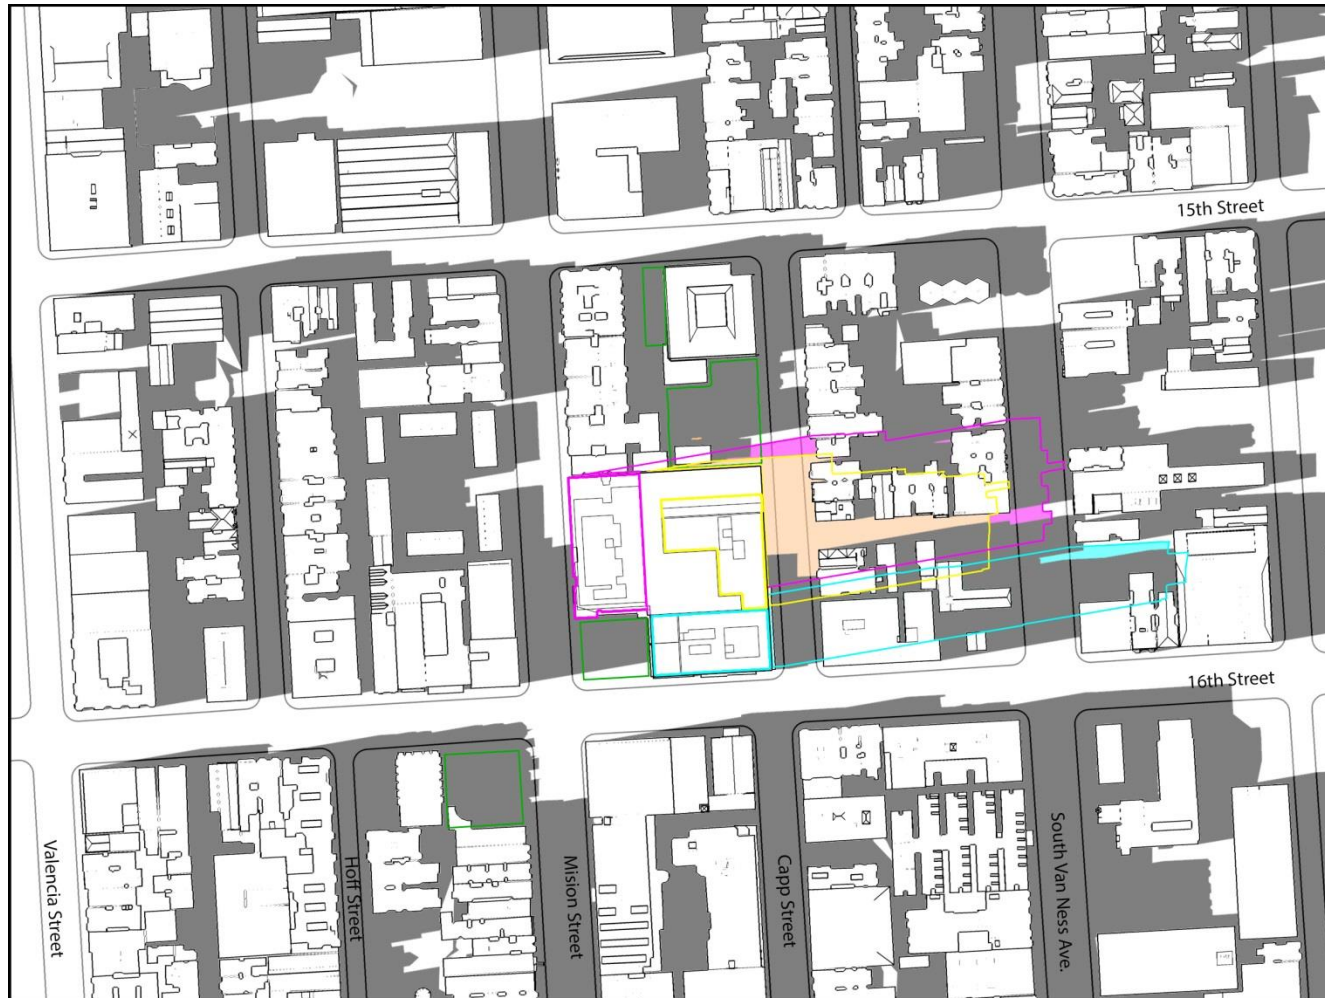 15th Street
16th Street
Valencia Street
Hoff Street
Mision Street
Capp Street
South Van Ness Ave.